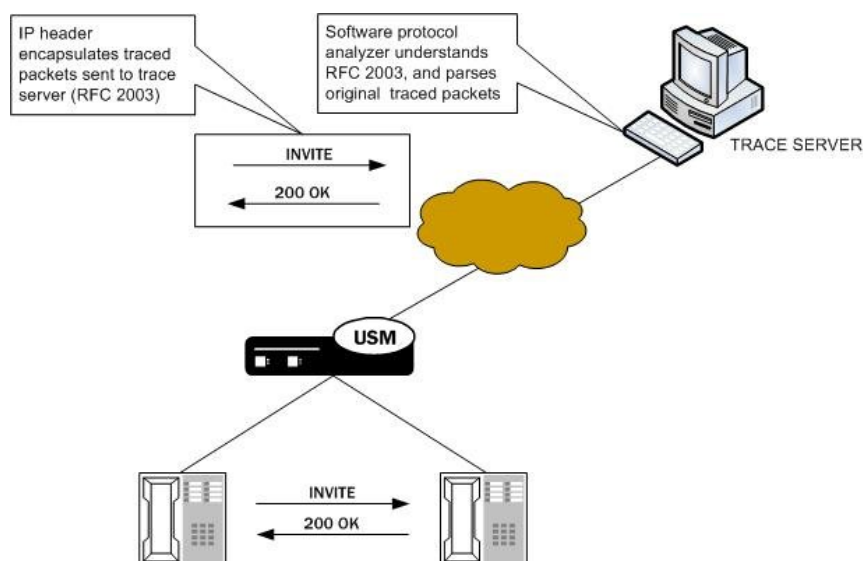 IP header
encapsulates traced
packets sent to trace
server (RFC 2003)
Software protocol
analyzer understands
RFC 2003, and parses
original traced packets
TRACE SERVER
INVITE
200 OK
USM
INVITE
200 OK